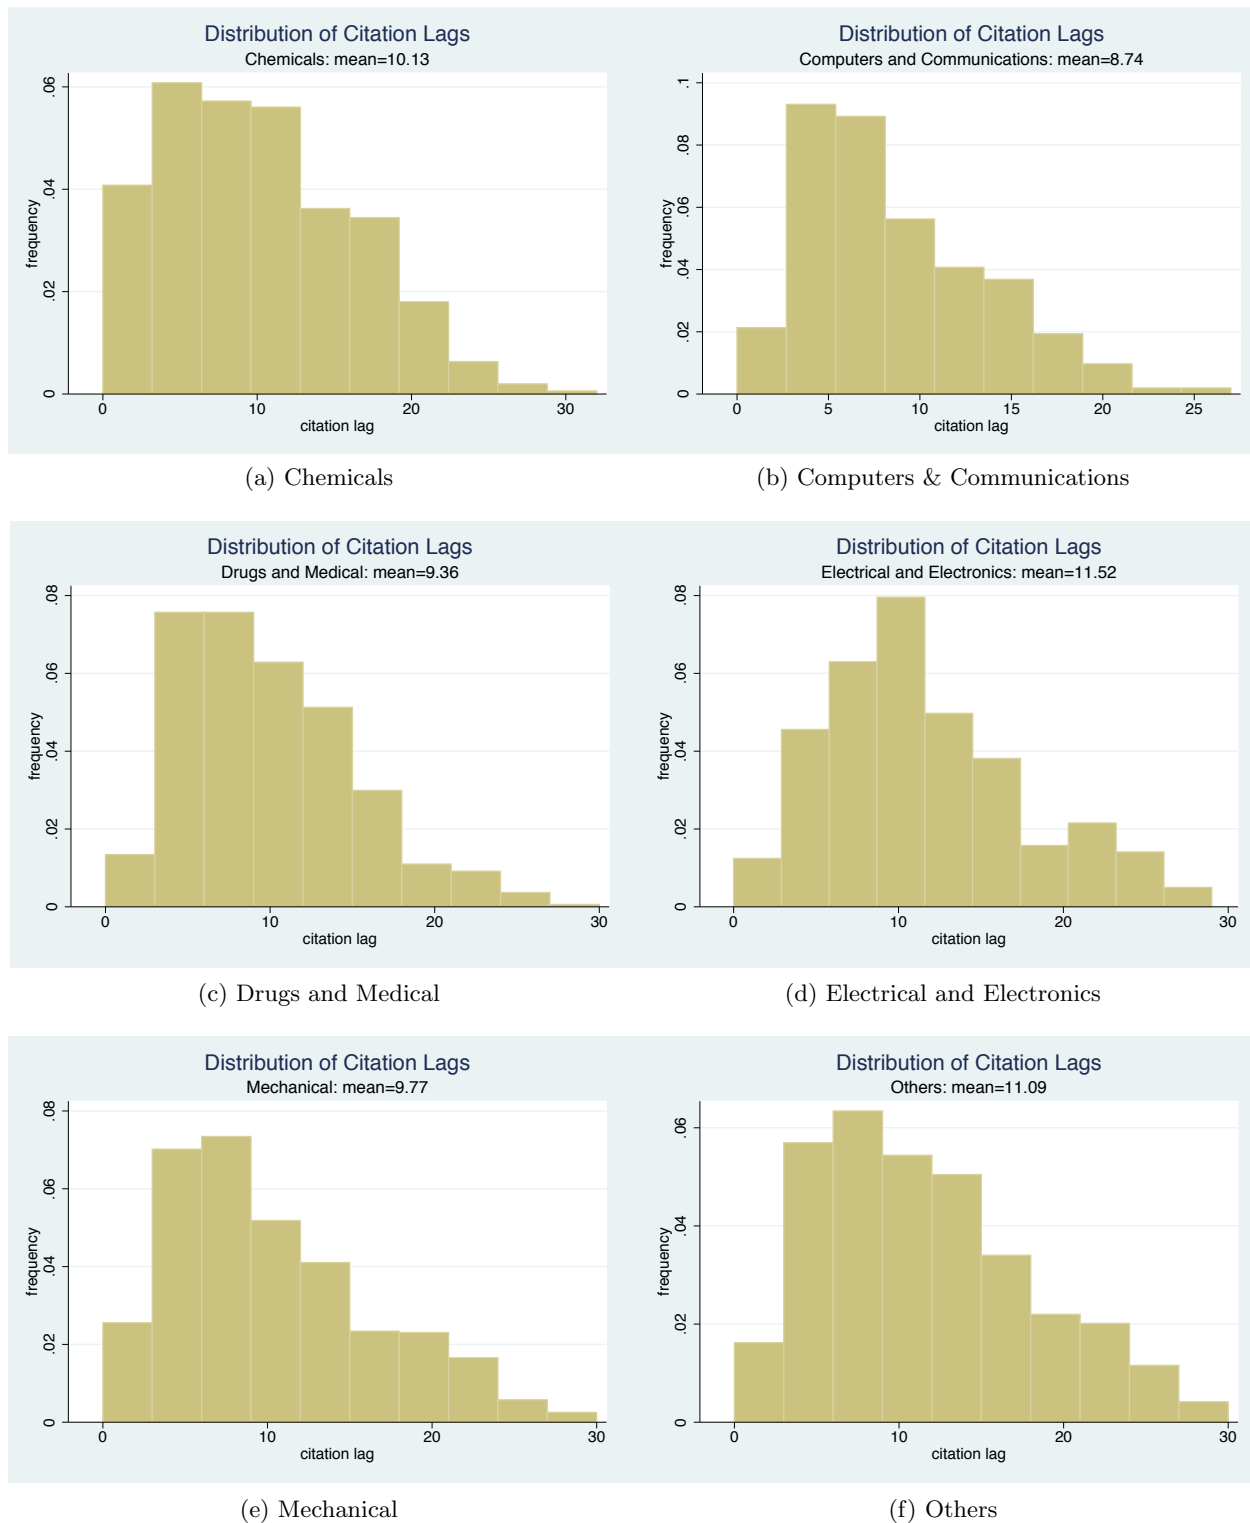 Distribution of Citation Lags
Chemicals: mean=10.13
frequency
.06
.04
.02
0
0 10 20 30
citation lag
(a) Chemicals
Distribution of Citation Lags
Computers and Communications: mean=8.74
frequency
.1
.08
.06
.04
.02
0
0 5 10 15 20 25
citation lag
(b) Computers & Communications
Distribution of Citation Lags
Drugs and Medical: mean=9.36
frequency
.08
.06
.04
.02
0
0 10 20 30
citation lag
(c) Drugs and Medical
Distribution of Citation Lags
Electrical and Electronics: mean=11.52
frequency
.08
.06
.04
.02
0
0 10 20 30
citation lag
(d) Electrical and Electronics
Distribution of Citation Lags
Mechanical: mean=9.77
frequency
.08
.06
.04
.02
0
0 10 20 30
citation lag
(e) Mechanical
Distribution of Citation Lags
Others: mean=11.09
frequency
.06
.04
.02
0
0 10 20 30
citation lag
(f) Others